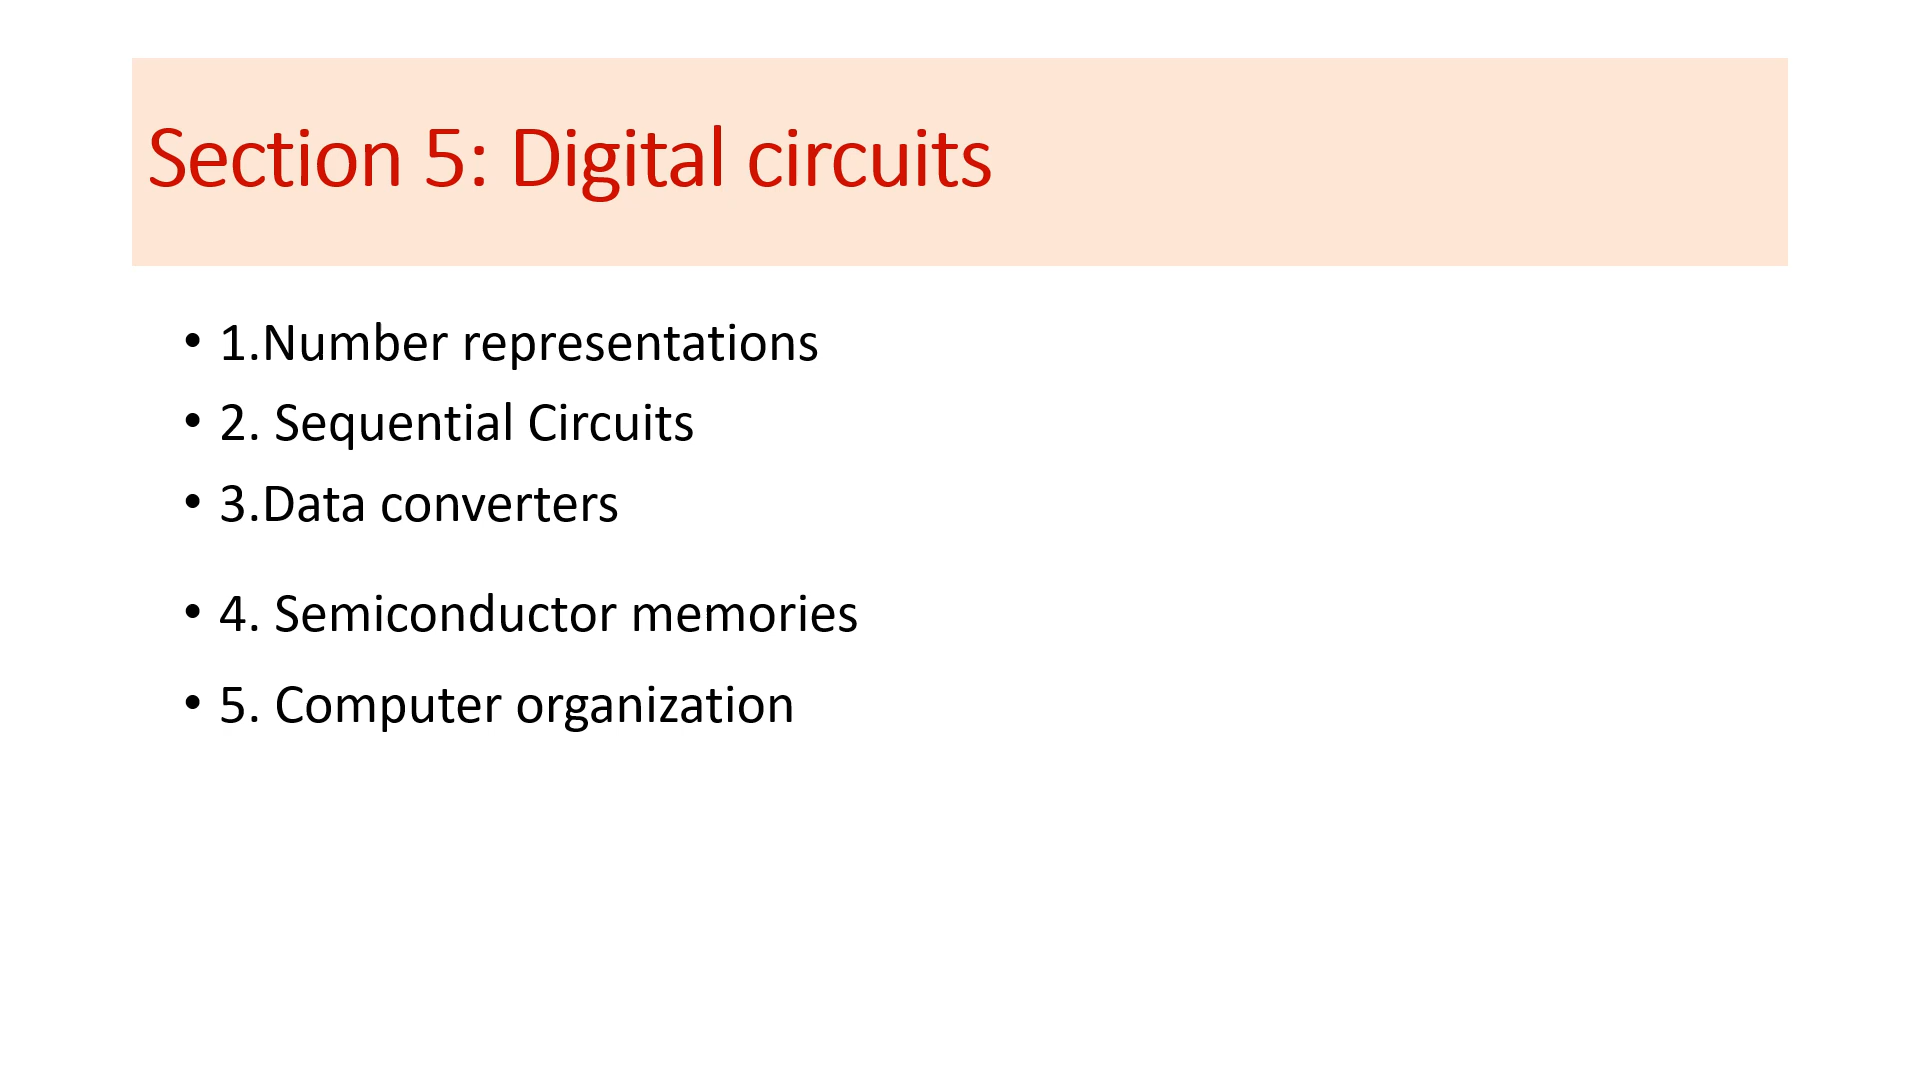 Section 5: Digital circuits
• 1.Number representations
• 2. Sequential Circuits
• 3.Data converters
• 4. Semiconductor memories
• 5. Computer organization